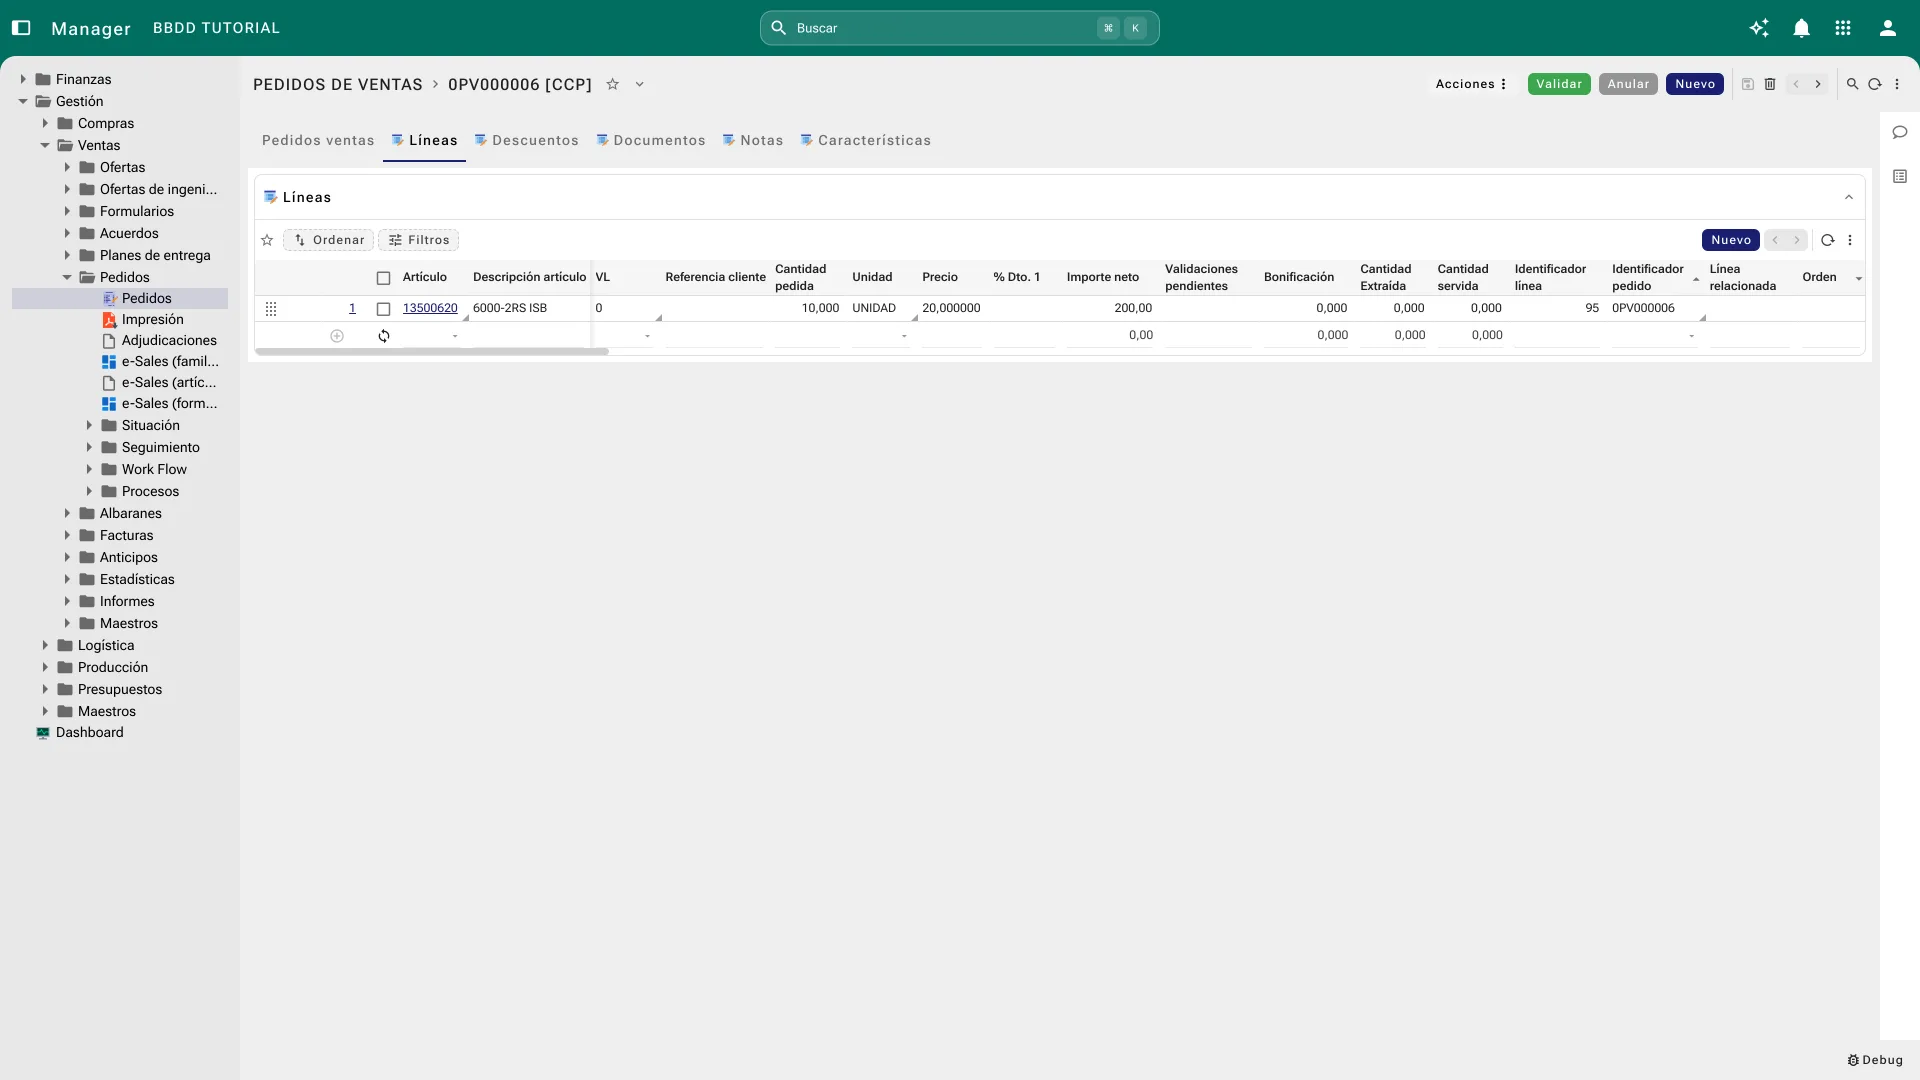 Manager
BBDD TUTORIAL
Buscar
⌘ K
Finanzas
Gestión
Compras
Ventas
Ofertas
Ofertas de ingeni...
Formularios
Acuerdos
Planes de entrega
Pedidos
Pedidos
Impresión
Adjudicaciones
e-Sales (famil...
e-Sales (artíc...
e-Sales (form...
Situación
Seguimiento
Work Flow
Procesos
Albaranes
Facturas
Anticipos
Estadísticas
Informes
Maestros
Logística
Producción
Presupuestos
Maestros
Dashboard
PEDIDOS DE VENTAS › 0PV000006 [CCP]
Acciones
Validar
Anular
Nuevo
Pedidos ventas Líneas Descuentos Documentos Notas Características
Líneas
Ordenar Filtros
Nuevo
Artículo Descripción artículo VL Referencia cliente Cantidad pedida Unidad Precio % Dto. 1 Importe neto Validaciones pendientes Bonificación Cantidad Extraída Cantidad servida Identificador línea Identificador pedido Línea relacionada Orden
1 13500620 6000-2RS ISB 0 10,000 UNIDAD 20,000000 200,00 0,000 0,000 0,000 95 0PV000006
0,00 0,000 0,000 0,000
Debug